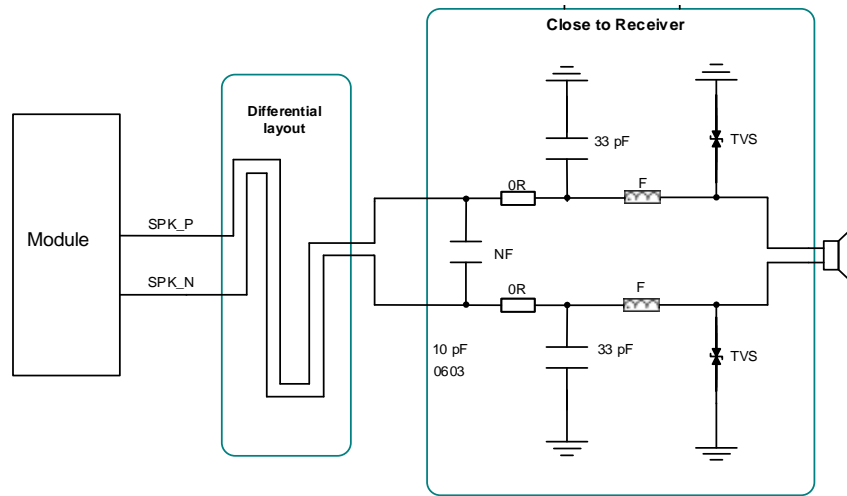 Close to Receiver
Differential
layout
33 pF
TVS
0R
F
SPK_P
Module
NF
SPK_N
0R
F
10 pF
0603
33 pF
TVS